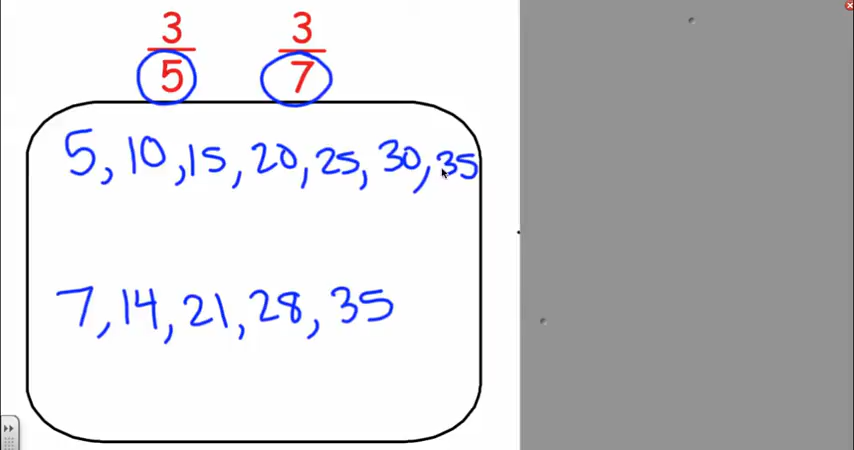 3 3
5 7
5, 10, 15, 20, 25, 30, 35
7, 14, 21, 28, 35